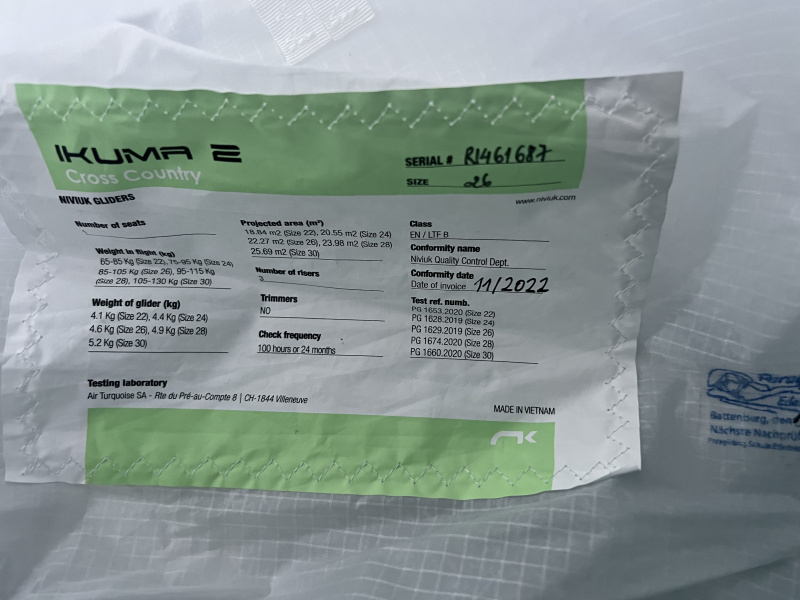 IKUMA 2
Cross Country
NIVIUK GLIDERS
SERIAL # R1461687
SIZE 26
www.niviuk.com
Number of seats
1
Weight in flight (kg)
65-85 Kg (Size 22), 75-95 Kg (Size 24)
85-105 Kg (Size 26), 95-115 Kg
(Size 28), 105-130 Kg (Size 30)
Weight of glider (kg)
4.1 Kg (Size 22), 4.4 Kg (Size 24)
4.6 Kg (Size 26), 4.9 Kg (Size 28)
5.2 Kg (Size 30)
Projected area (m²)
18.84 m2 (Size 22), 20.55 m2 (Size 24)
22.27 m2 (Size 26), 23.98 m2 (Size 28)
25.69 m2 (Size 30)
Number of risers
3
Trimmers
NO
Check frequency
100 hours or 24 months
Class
EN / LTF B
Conformity name
Niviuk Quality Control Dept.
Conformity date
Date of invoice 11/2022
Test ref. numb.
PG 1653.2020 (Size 22)
PG 1628.2019 (Size 24)
PG 1629.2019 (Size 26)
PG 1674.2020 (Size 28)
PG 1660.2020 (Size 30)
Testing laboratory
Air Turquoise SA - Rte du Pré-au-Compte 8 | CH-1844 Villeneuve
MADE IN VIETNAM
Battenburg, den
Nächste